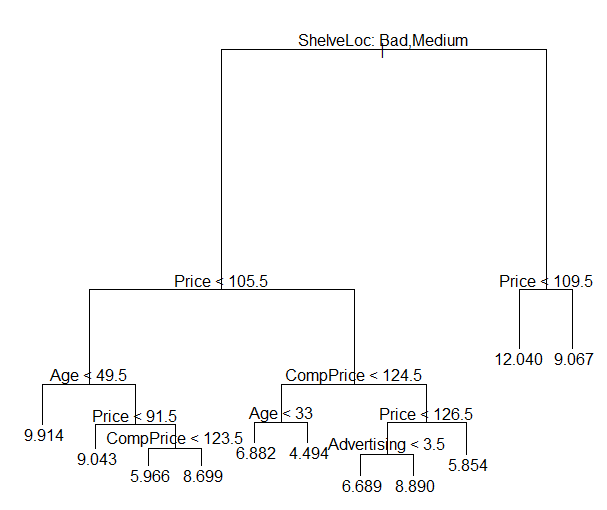 ShelveLoc: Bad,Medium
Price < 105.5
Price < 109.5
12.040 9.067
Age < 49.5
CompPrice < 124.5
9.914
Price < 91.5
Age < 33
Price < 126.5
9.043
CompPrice < 123.5
6.882 4.494
Advertising < 3.5
5.854
5.966 8.699
6.689 8.890